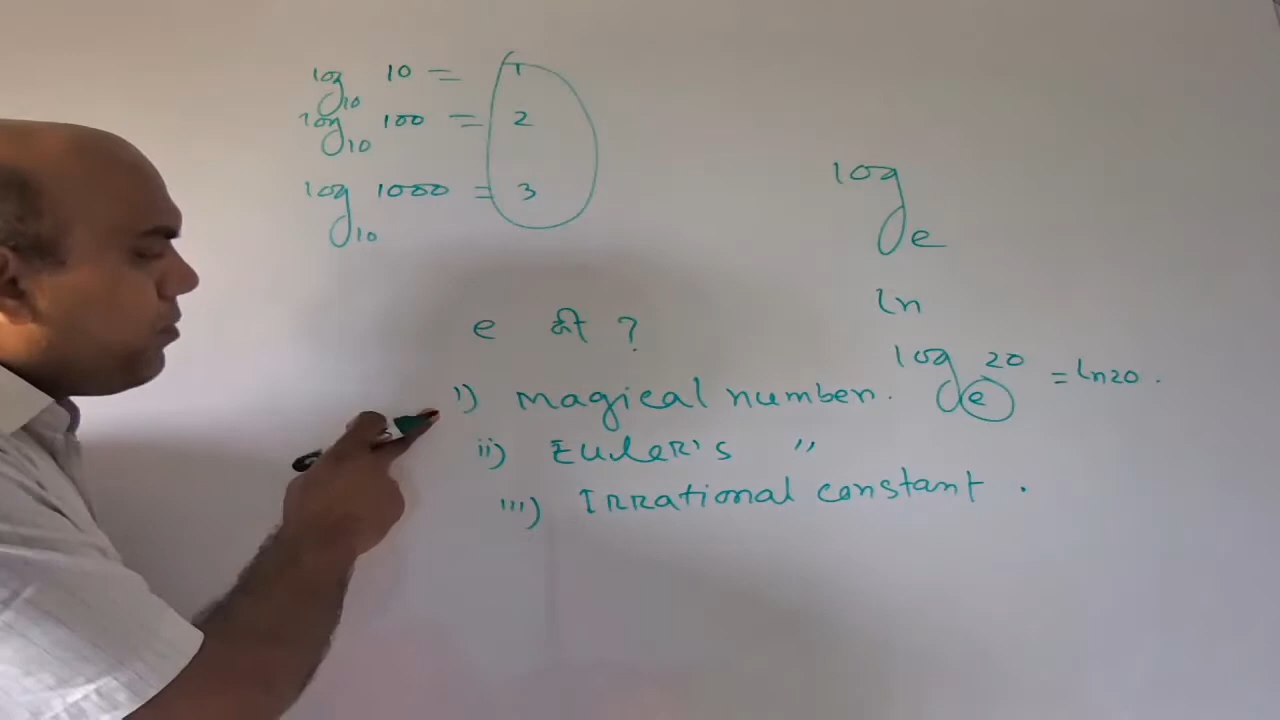 log₁₀ 10 = 1
log₁₀ 100 = 2
log₁₀ 1000 = 3
logₑ
ln
e কী ?
logₑ 20 = ln20 .
i) magical number.
ii) Euler's "
iii) Irrational constant .